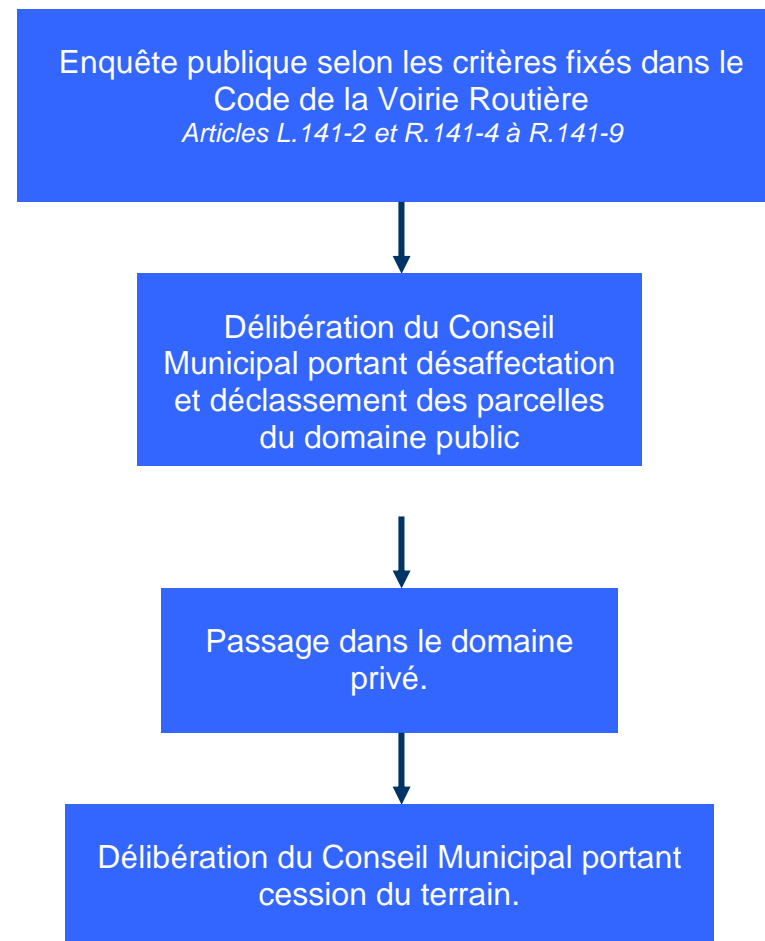 Enquête publique selon les critères fixés dans le
Code de la Voirie Routière
Articles L.141-2 et R.141-4 à R.141-9
Délibération du Conseil
Municipal portant désaffectation
et déclassement des parcelles
du domaine public
Passage dans le domaine
privé.
Délibération du Conseil Municipal portant
cession du terrain.